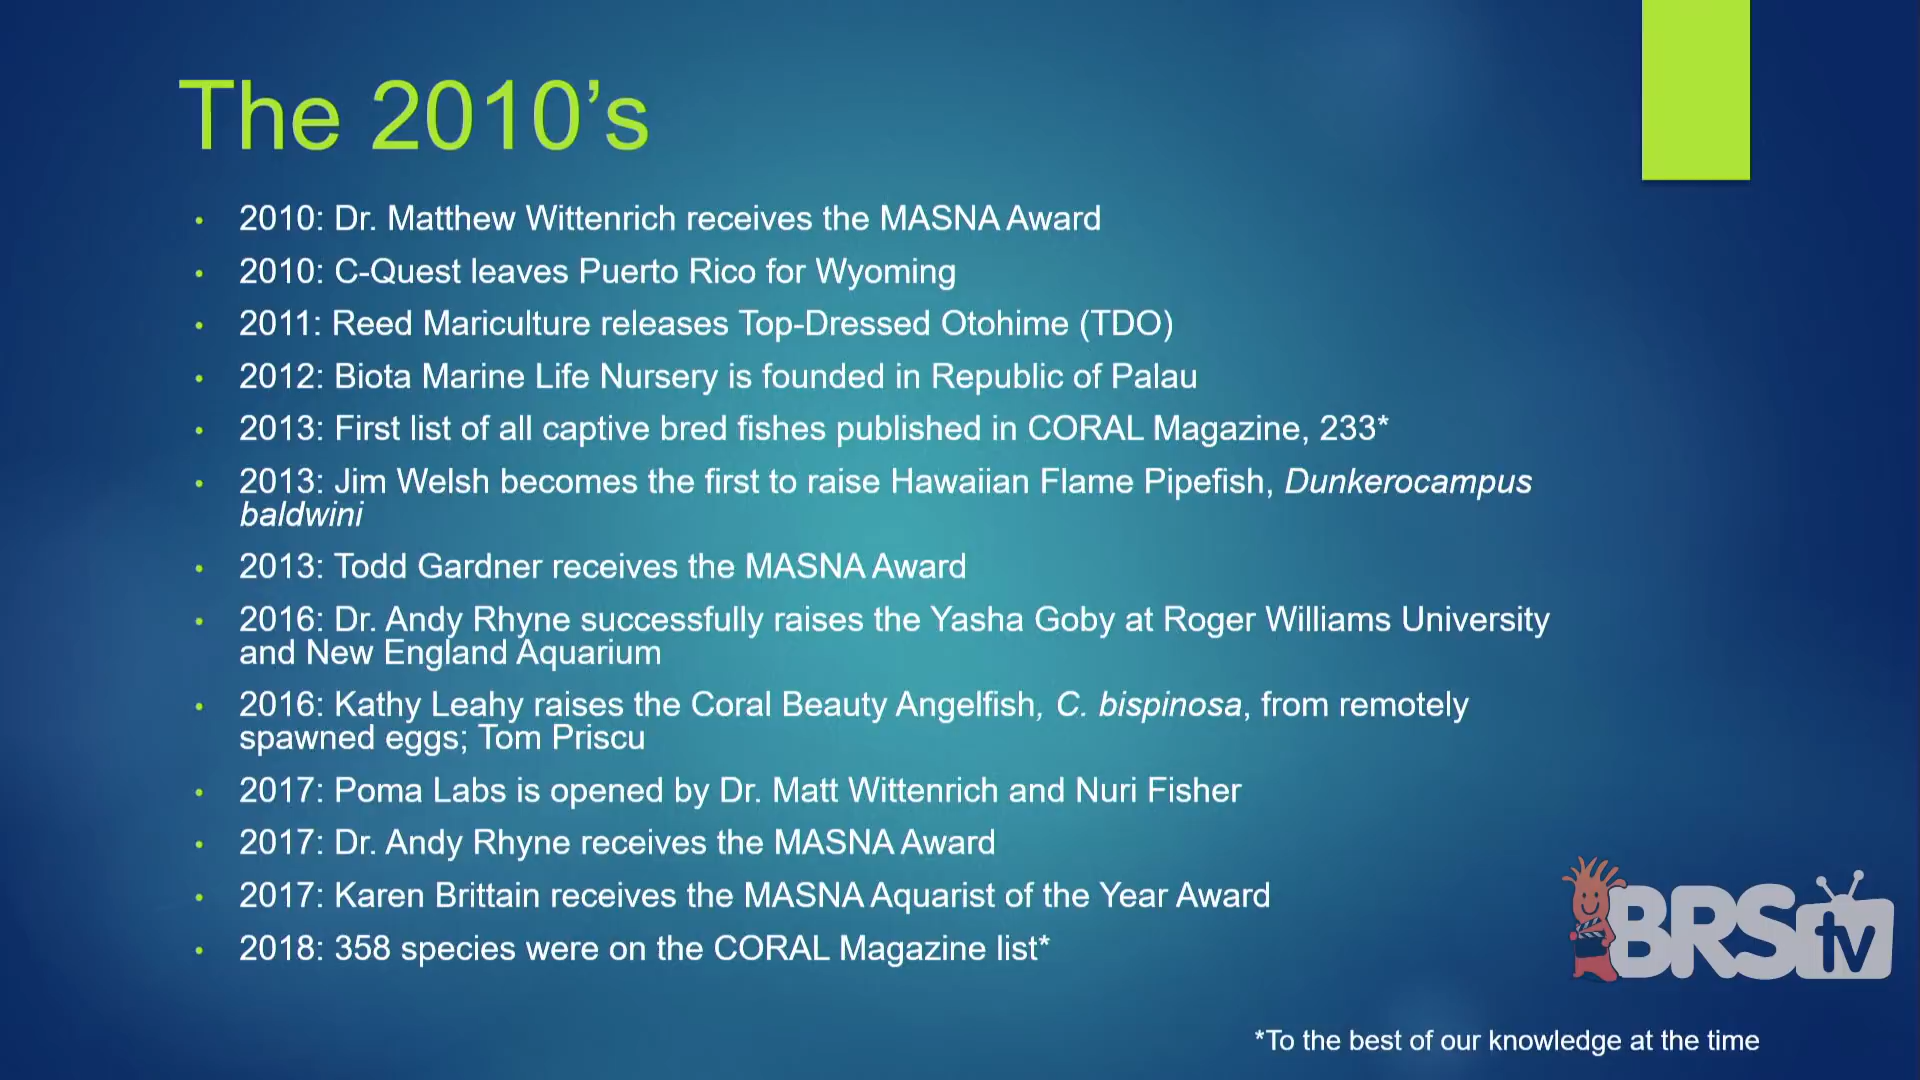 The 2010’s
• 2010: Dr. Matthew Wittenrich receives the MASNA Award
• 2010: C-Quest leaves Puerto Rico for Wyoming
• 2011: Reed Mariculture releases Top-Dressed Otohime (TDO)
• 2012: Biota Marine Life Nursery is founded in Republic of Palau
• 2013: First list of all captive bred fishes published in CORAL Magazine, 233*
• 2013: Jim Welsh becomes the first to raise Hawaiian Flame Pipefish, Dunkerocampus
baldwini
• 2013: Todd Gardner receives the MASNA Award
• 2016: Dr. Andy Rhyne successfully raises the Yasha Goby at Roger Williams University
and New England Aquarium
• 2016: Kathy Leahy raises the Coral Beauty Angelfish, C. bispinosa, from remotely
spawned eggs; Tom Priscu
• 2017: Poma Labs is opened by Dr. Matt Wittenrich and Nuri Fisher
• 2017: Dr. Andy Rhyne receives the MASNA Award
• 2017: Karen Brittain receives the MASNA Aquarist of the Year Award
• 2018: 358 species were on the CORAL Magazine list*
BRS tv
*To the best of our knowledge at the time